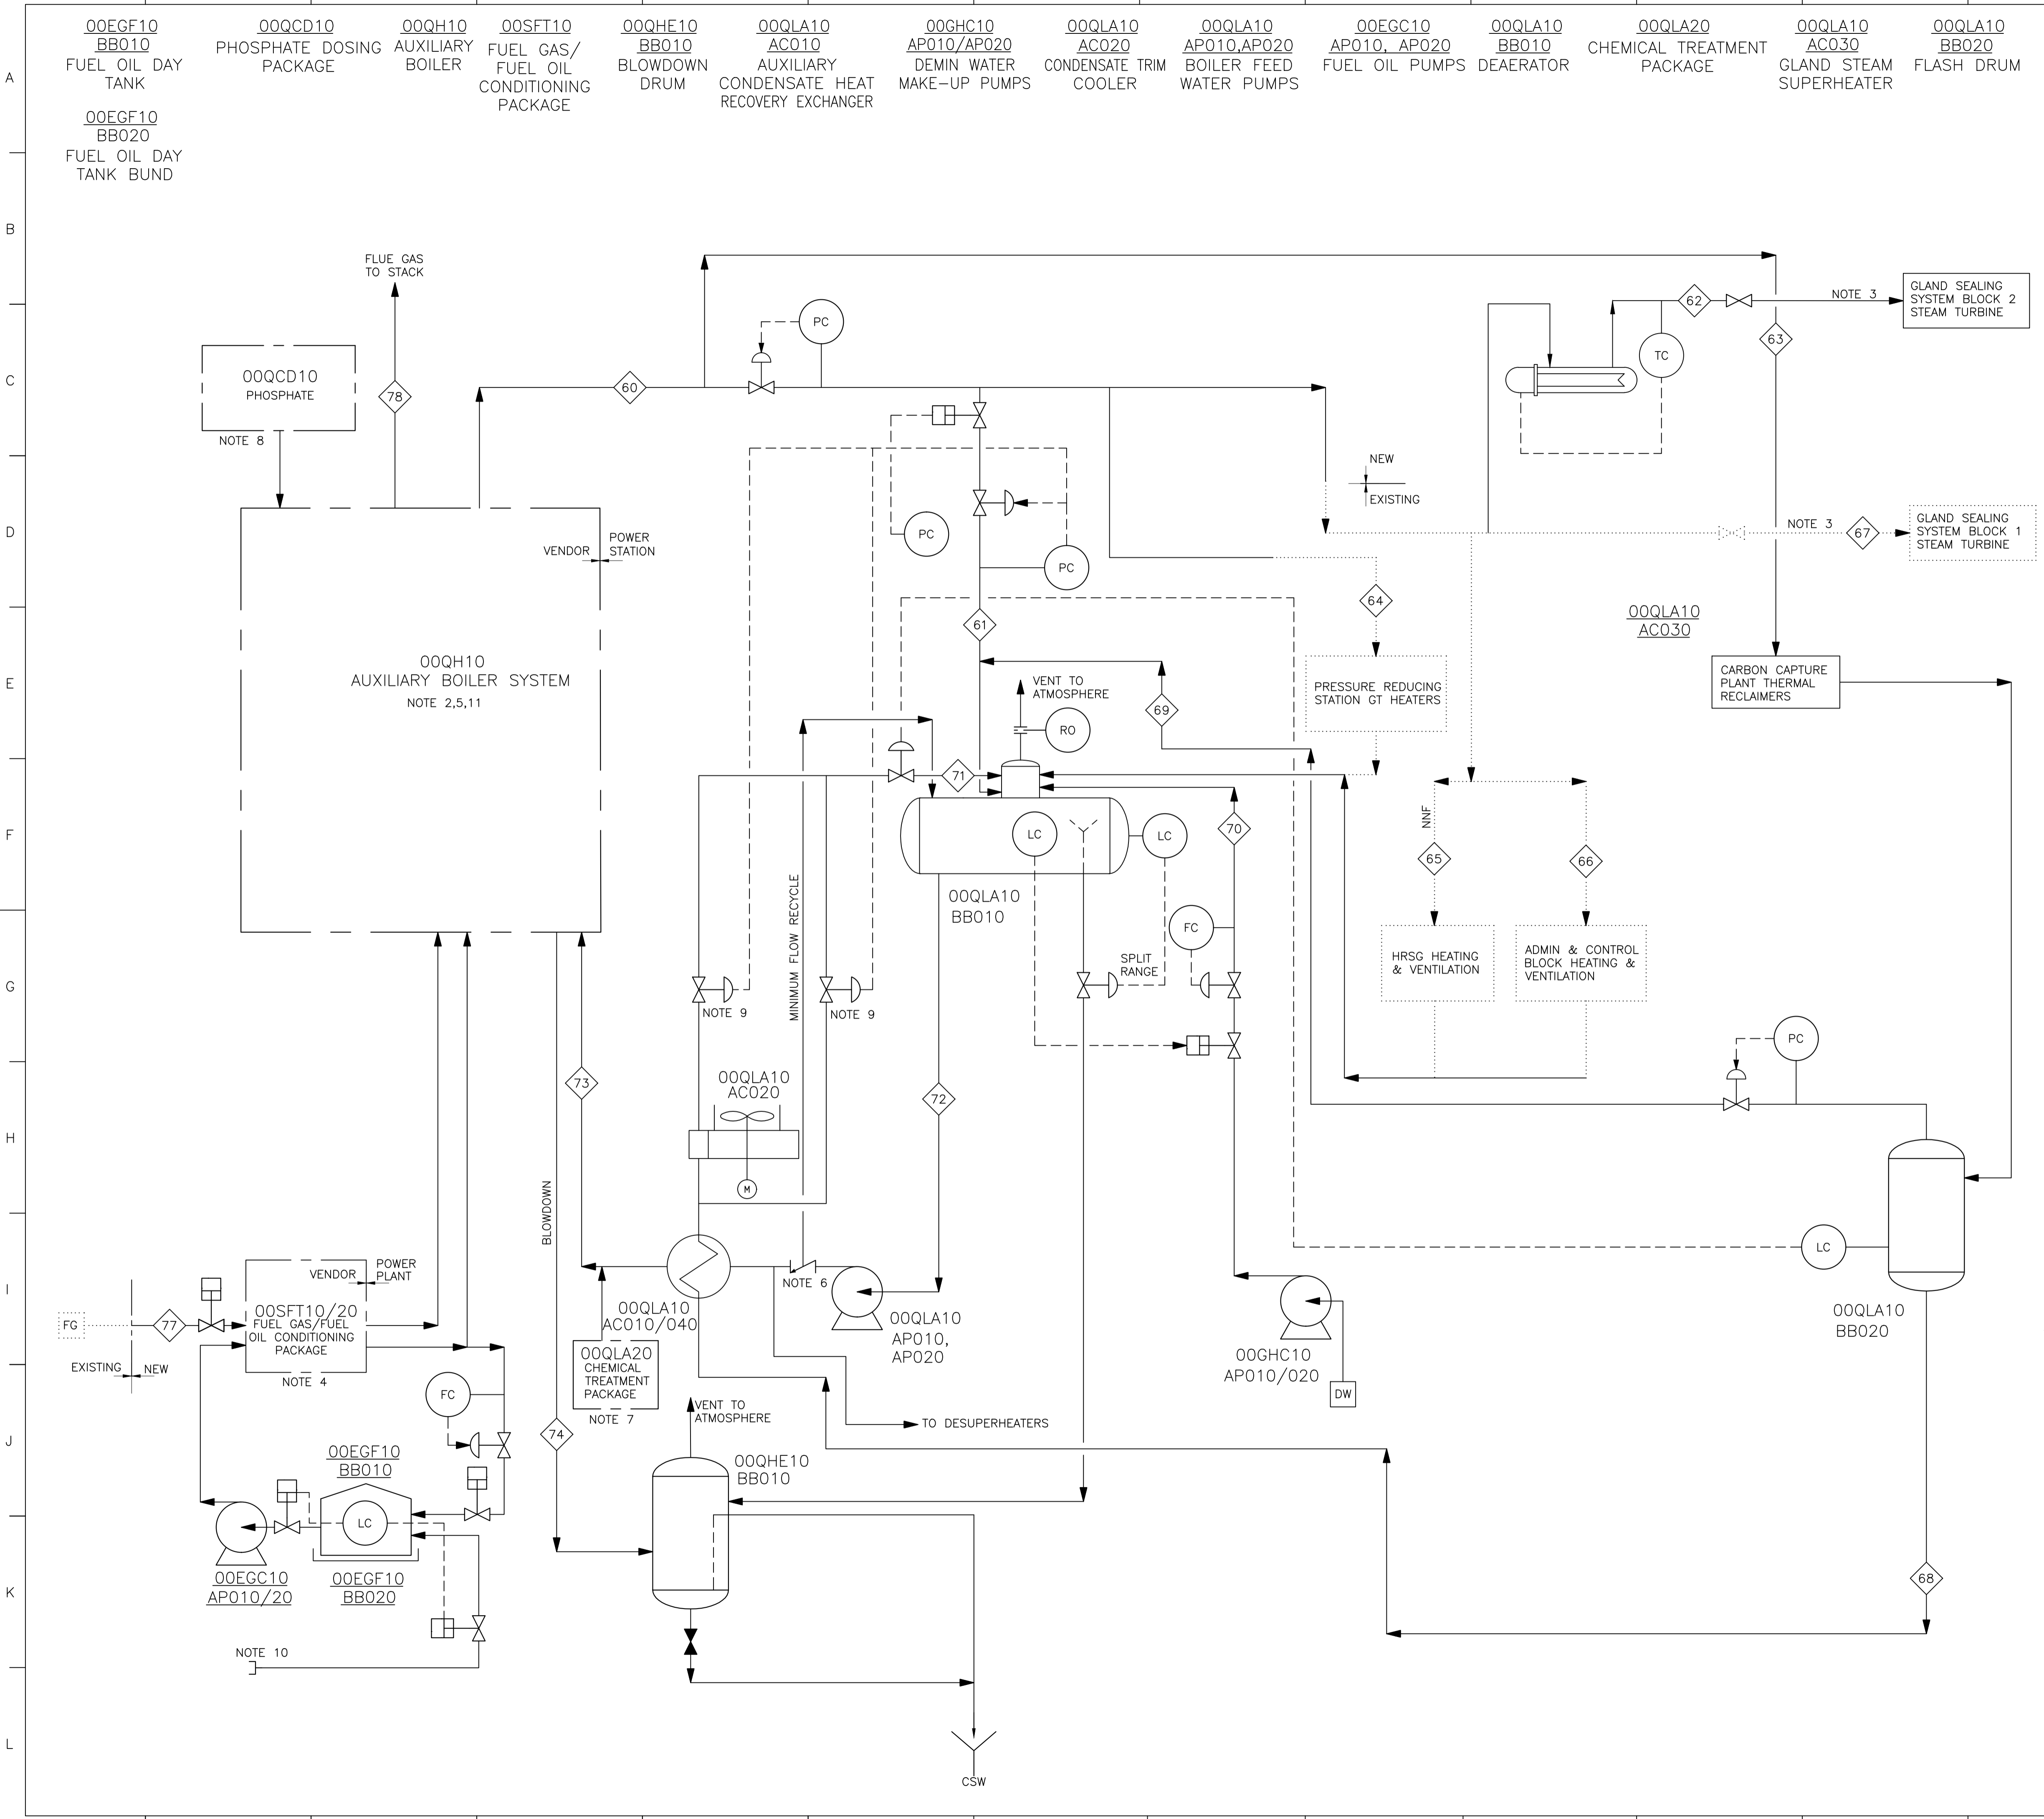 00EGF10
BB010
FUEL OIL DAY
TANK
00EGF10
BB020
FUEL OIL DAY
TANK BUND
00QCD10
PHOSPHATE DOSING
PACKAGE
00QH10
AUXILIARY
BOILER
00SFT10
FUEL GAS/
FUEL OIL
CONDITIONING
PACKAGE
00QHE10
BB010
BLOWDOWN
DRUM
00QLA10
AC010
AUXILIARY
CONDENSATE HEAT
RECOVERY EXCHANGER
00GHC10
AP010/AP020
DEMIN WATER
MAKE-UP PUMPS
00QLA10
AC020
CONDENSATE TRIM
COOLER
00QLA10
AP010,AP020
BOILER FEED
WATER PUMPS
00EGC10
AP010, AP020
FUEL OIL PUMPS
00QLA10
BB010
DEAERATOR
00QLA20
CHEMICAL TREATMENT
PACKAGE
00QLA10
AC030
GLAND STEAM
SUPERHEATER
00QLA10
BB020
FLASH DRUM
A
B
C
D
E
F
G
H
I
J
K
L
FLUE GAS
TO STACK
78
00QCD10
PHOSPHATE
NOTE 8
60
PC
62
NOTE 3
GLAND SEALING
SYSTEM BLOCK 2
STEAM TURBINE
63
TC
NEW
EXISTING
PC
PC
VENDOR
POWER
STATION
NOTE 3
67
GLAND SEALING
SYSTEM BLOCK 1
STEAM TURBINE
64
61
00QLA10
AC030
00QH10
AUXILIARY BOILER SYSTEM
NOTE 2,5,11
VENT TO
ATMOSPHERE
RO
69
PRESSURE REDUCING
STATION GT HEATERS
CARBON CAPTURE
PLANT THERMAL
RECLAIMERS
71
LC
LC
70
NNF
65
66
MINIMUM FLOW RECYCLE
00QLA10
BB010
FC
SPLIT
RANGE
NOTE 9
NOTE 9
HRSG HEATING
& VENTILATION
ADMIN & CONTROL
BLOCK HEATING &
VENTILATION
PC
73
00QLA10
AC020
M
72
BLOWDOWN
LC
00QLA10
BB020
NOTE 6
00QLA10
AC010/040
00QLA10
AP010,
AP020
00GHC10
AP010/020
DW
VENDOR
POWER
PLANT
FG
77
00SFT10/20
FUEL GAS/FUEL
OIL CONDITIONING
PACKAGE
NOTE 4
EXISTING
NEW
00QLA20
CHEMICAL
TREATMENT
PACKAGE
NOTE 7
FC
74
VENT TO
ATMOSPHERE
TO DESUPERHEATERS
00QHE10
BB010
00EGF10
BB010
LC
00EGC10
AP010/20
00EGF10
BB020
68
NOTE 10
CSW